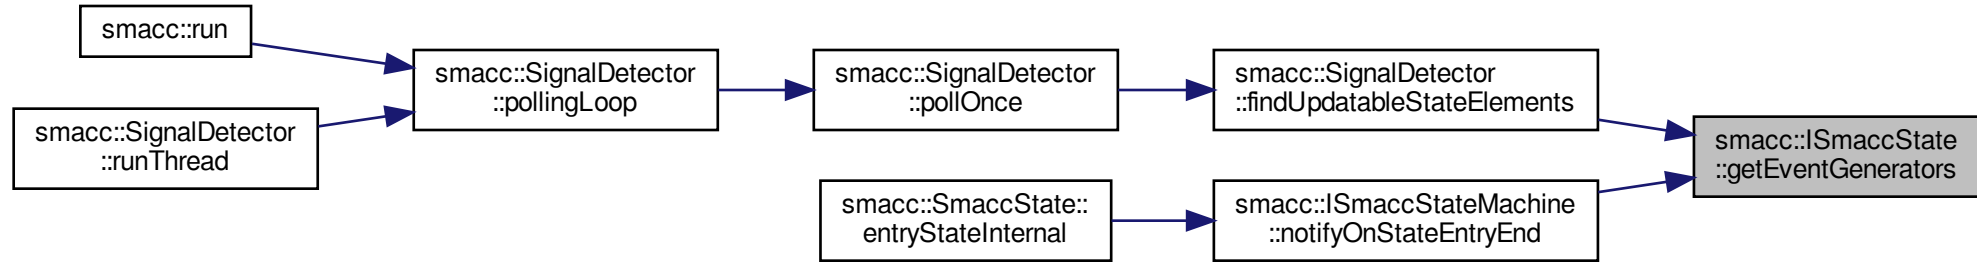 smacc::run
smacc::SignalDetector
::runThread
smacc::SignalDetector
::pollingLoop
smacc::SignalDetector
::pollOnce
smacc::SignalDetector
::findUpdatableStateElements
smacc::SmaccState::
entryStateInternal
smacc::ISmaccStateMachine
::notifyOnStateEntryEnd
smacc::ISmaccState
::getEventGenerators